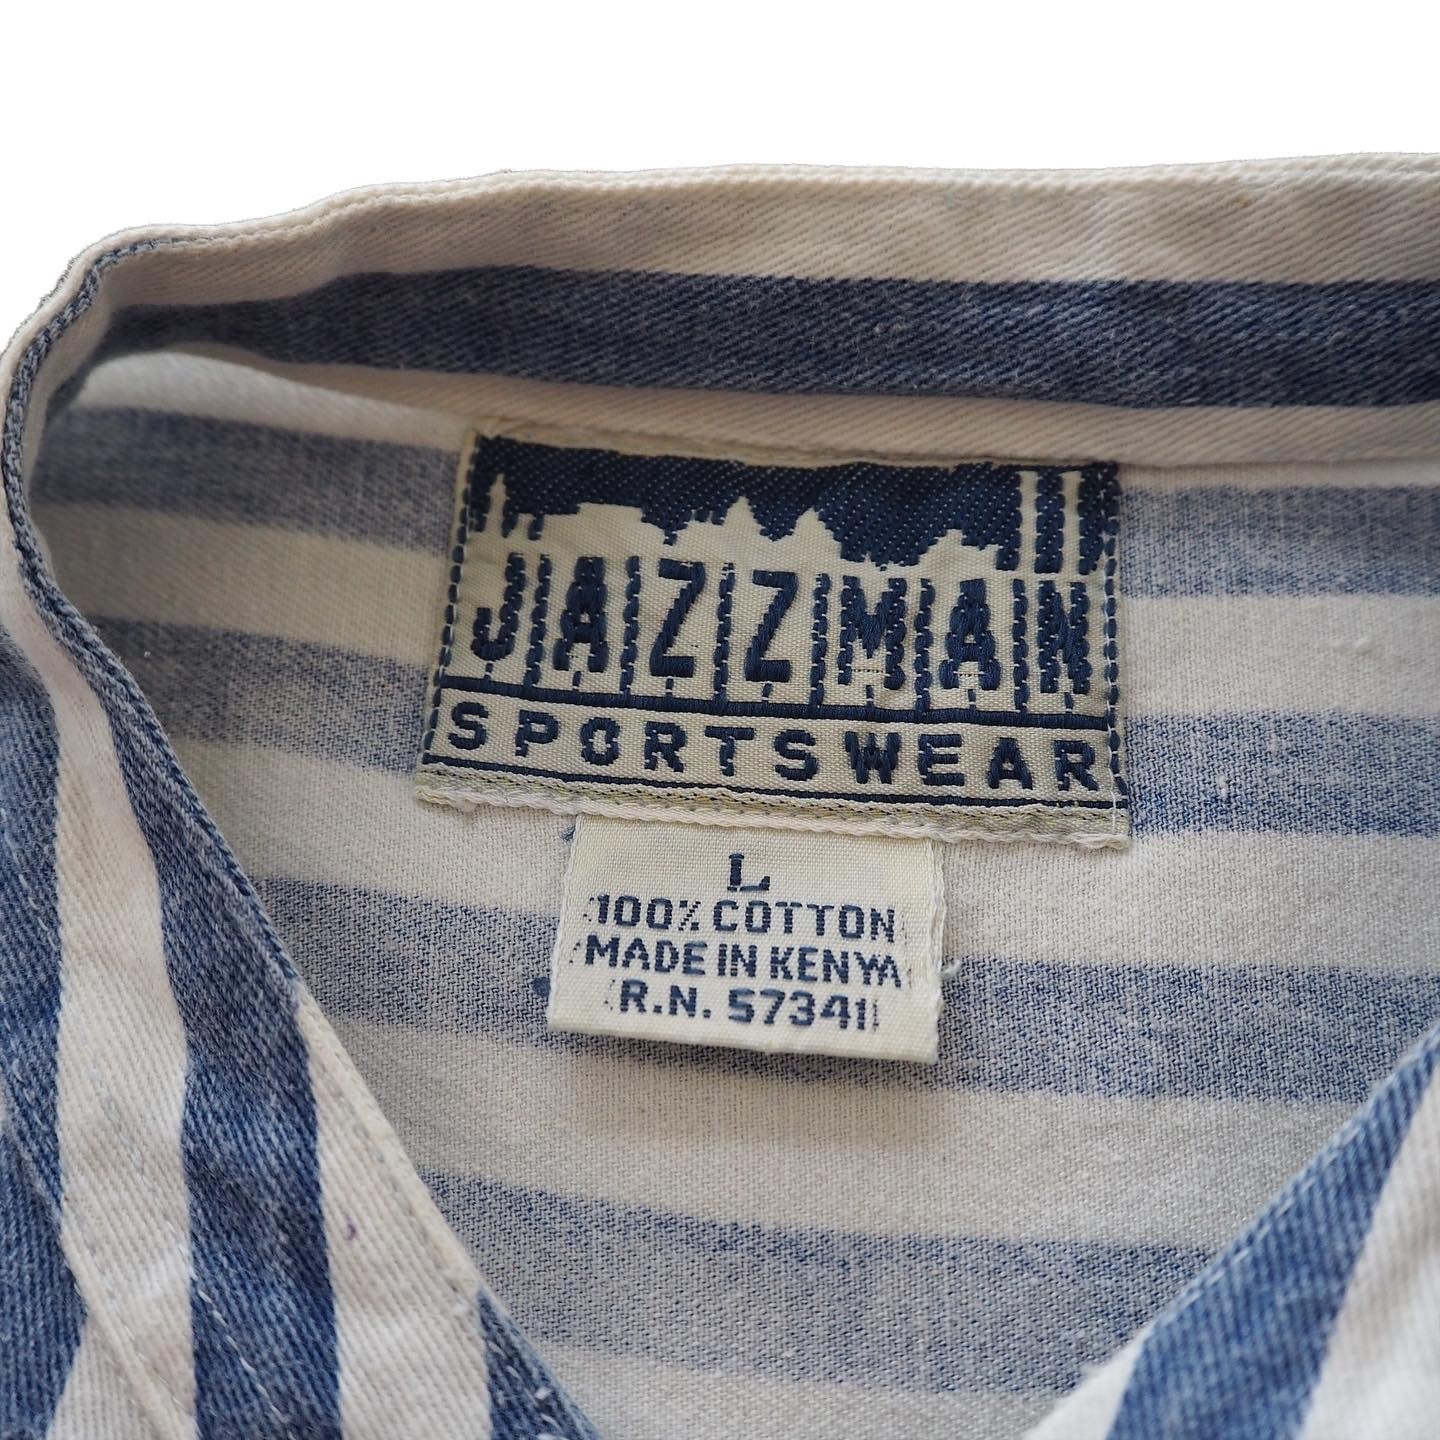 JAZZMAN
SPORTSWEAR
L
100% COTTON
MADE IN KENYA
R.N. 57341